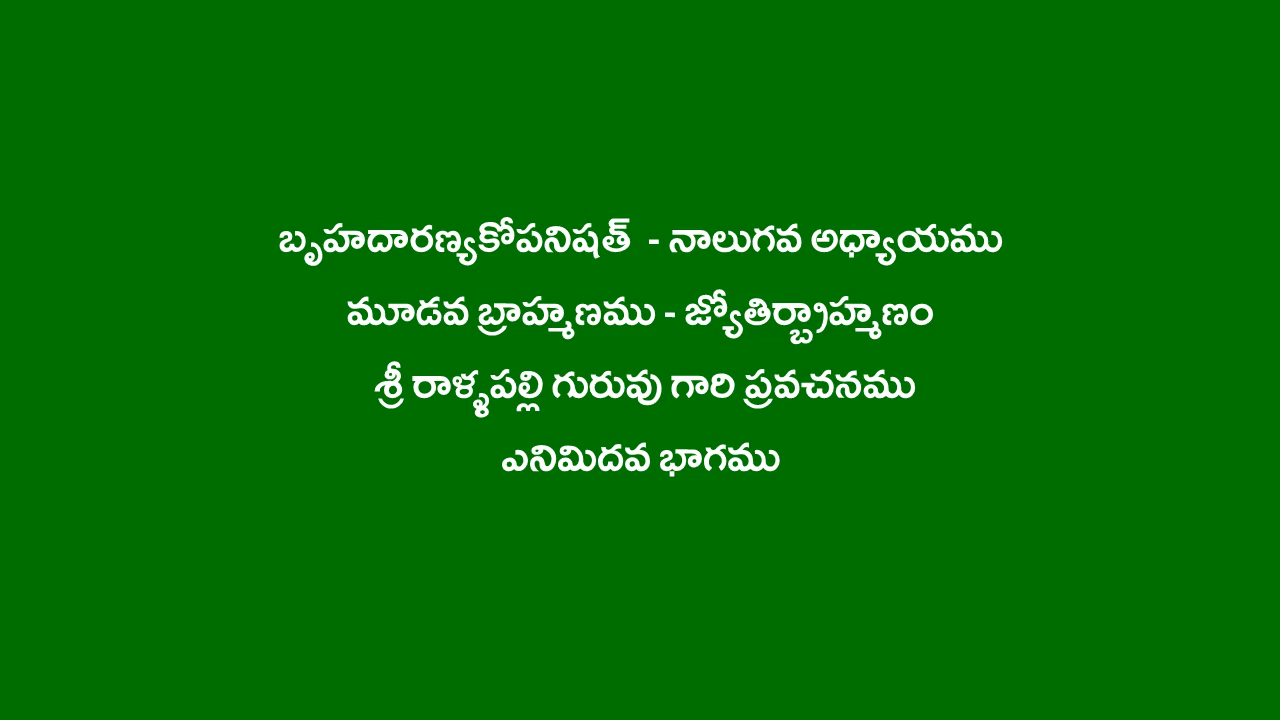 బృహదారణ్యకోపనిషత్ - నాలుగవ అధ్యాయము
మూడవ బ్రాహ్మణము - జ్యోతిర్బ్రాహ్మణం
శ్రీ రాళ్ళపల్లి గురువు గారి ప్రవచనము
ఎనిమిదవ భాగము